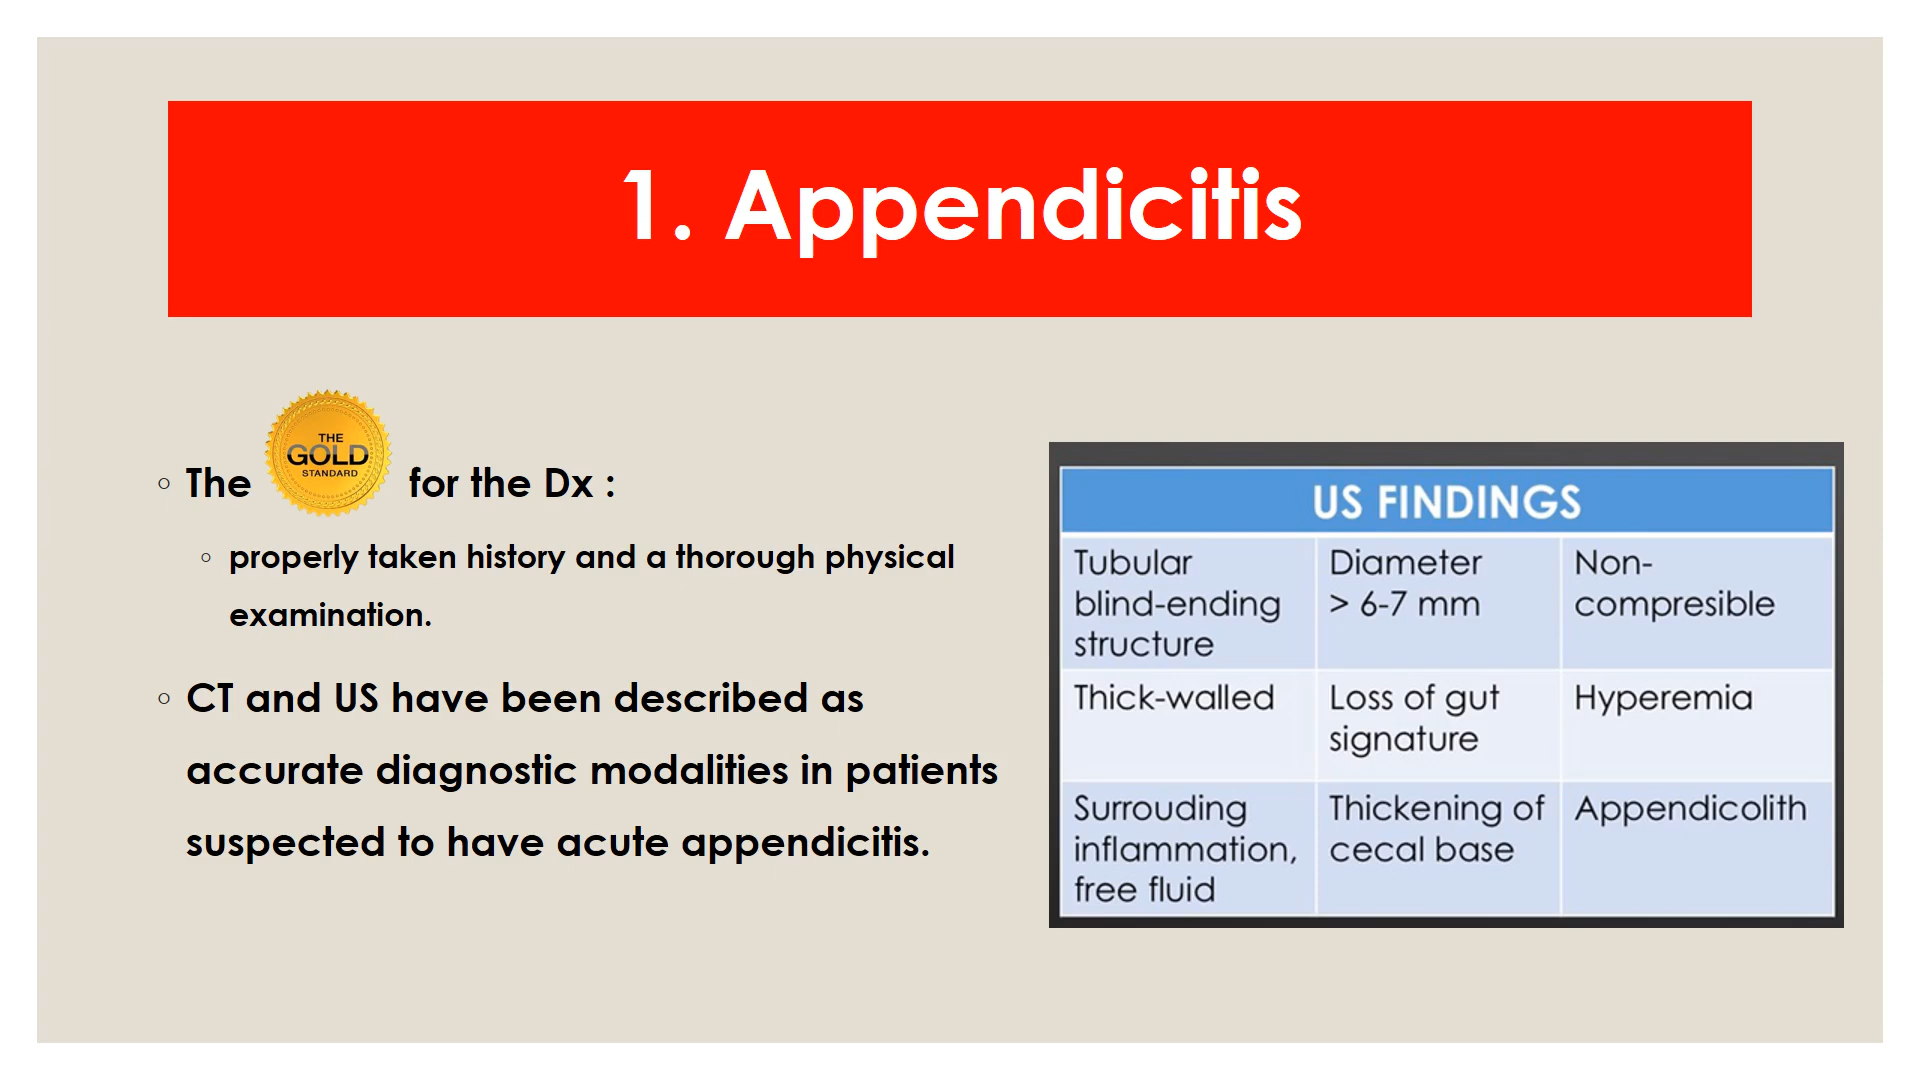 1. Appendicitis
◦ The THE GOLD STANDARD for the Dx :
◦ properly taken history and a thorough physical
examination.
◦ CT and US have been described as
accurate diagnostic modalities in patients
suspected to have acute appendicitis.
US FINDINGS
Tubular
blind-ending
structure
Diameter
> 6-7 mm
Non-
compresible
Thick-walled
Loss of gut
signature
Hyperemia
Surrouding
inflammation,
free fluid
Thickening of
cecal base
Appendicolith